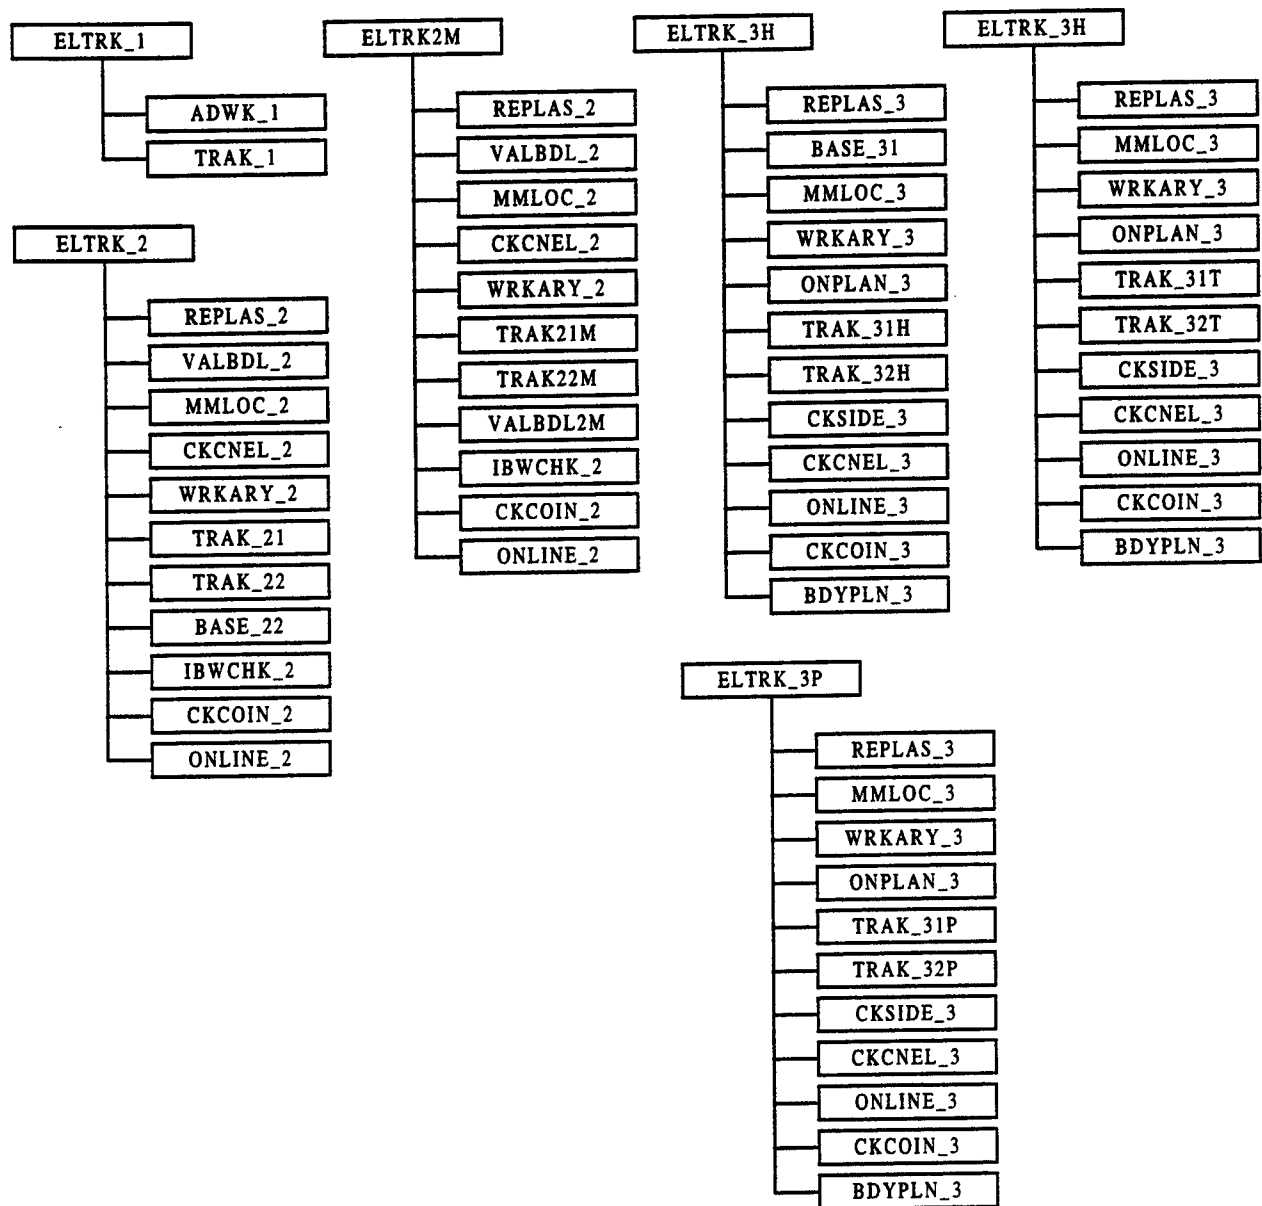 ELTRK_1
ADWK_1
TRAK_1
ELTRK_2
REPLAS_2
VALBDL_2
MMLOC_2
CKCNEL_2
WRKARY_2
TRAK_21
TRAK_22
BASE_22
IBWCHK_2
CKCOIN_2
ONLINE_2
ELTRK2M
REPLAS_2
VALBDL_2
MMLOC_2
CKCNEL_2
WRKARY_2
TRAK21M
TRAK22M
VALBDL2M
IBWCHK_2
CKCOIN_2
ONLINE_2
ELTRK_3H
REPLAS_3
BASE_31
MMLOC_3
WRKARY_3
ONPLAN_3
TRAK_31H
TRAK_32H
CKSIDE_3
CKCNEL_3
ONLINE_3
CKCOIN_3
BDYPLN_3
ELTRK_3H
REPLAS_3
MMLOC_3
WRKARY_3
ONPLAN_3
TRAK_31T
TRAK_32T
CKSIDE_3
CKCNEL_3
ONLINE_3
CKCOIN_3
BDYPLN_3
ELTRK_3P
REPLAS_3
MMLOC_3
WRKARY_3
ONPLAN_3
TRAK_31P
TRAK_32P
CKSIDE_3
CKCNEL_3
ONLINE_3
CKCOIN_3
BDYPLN_3